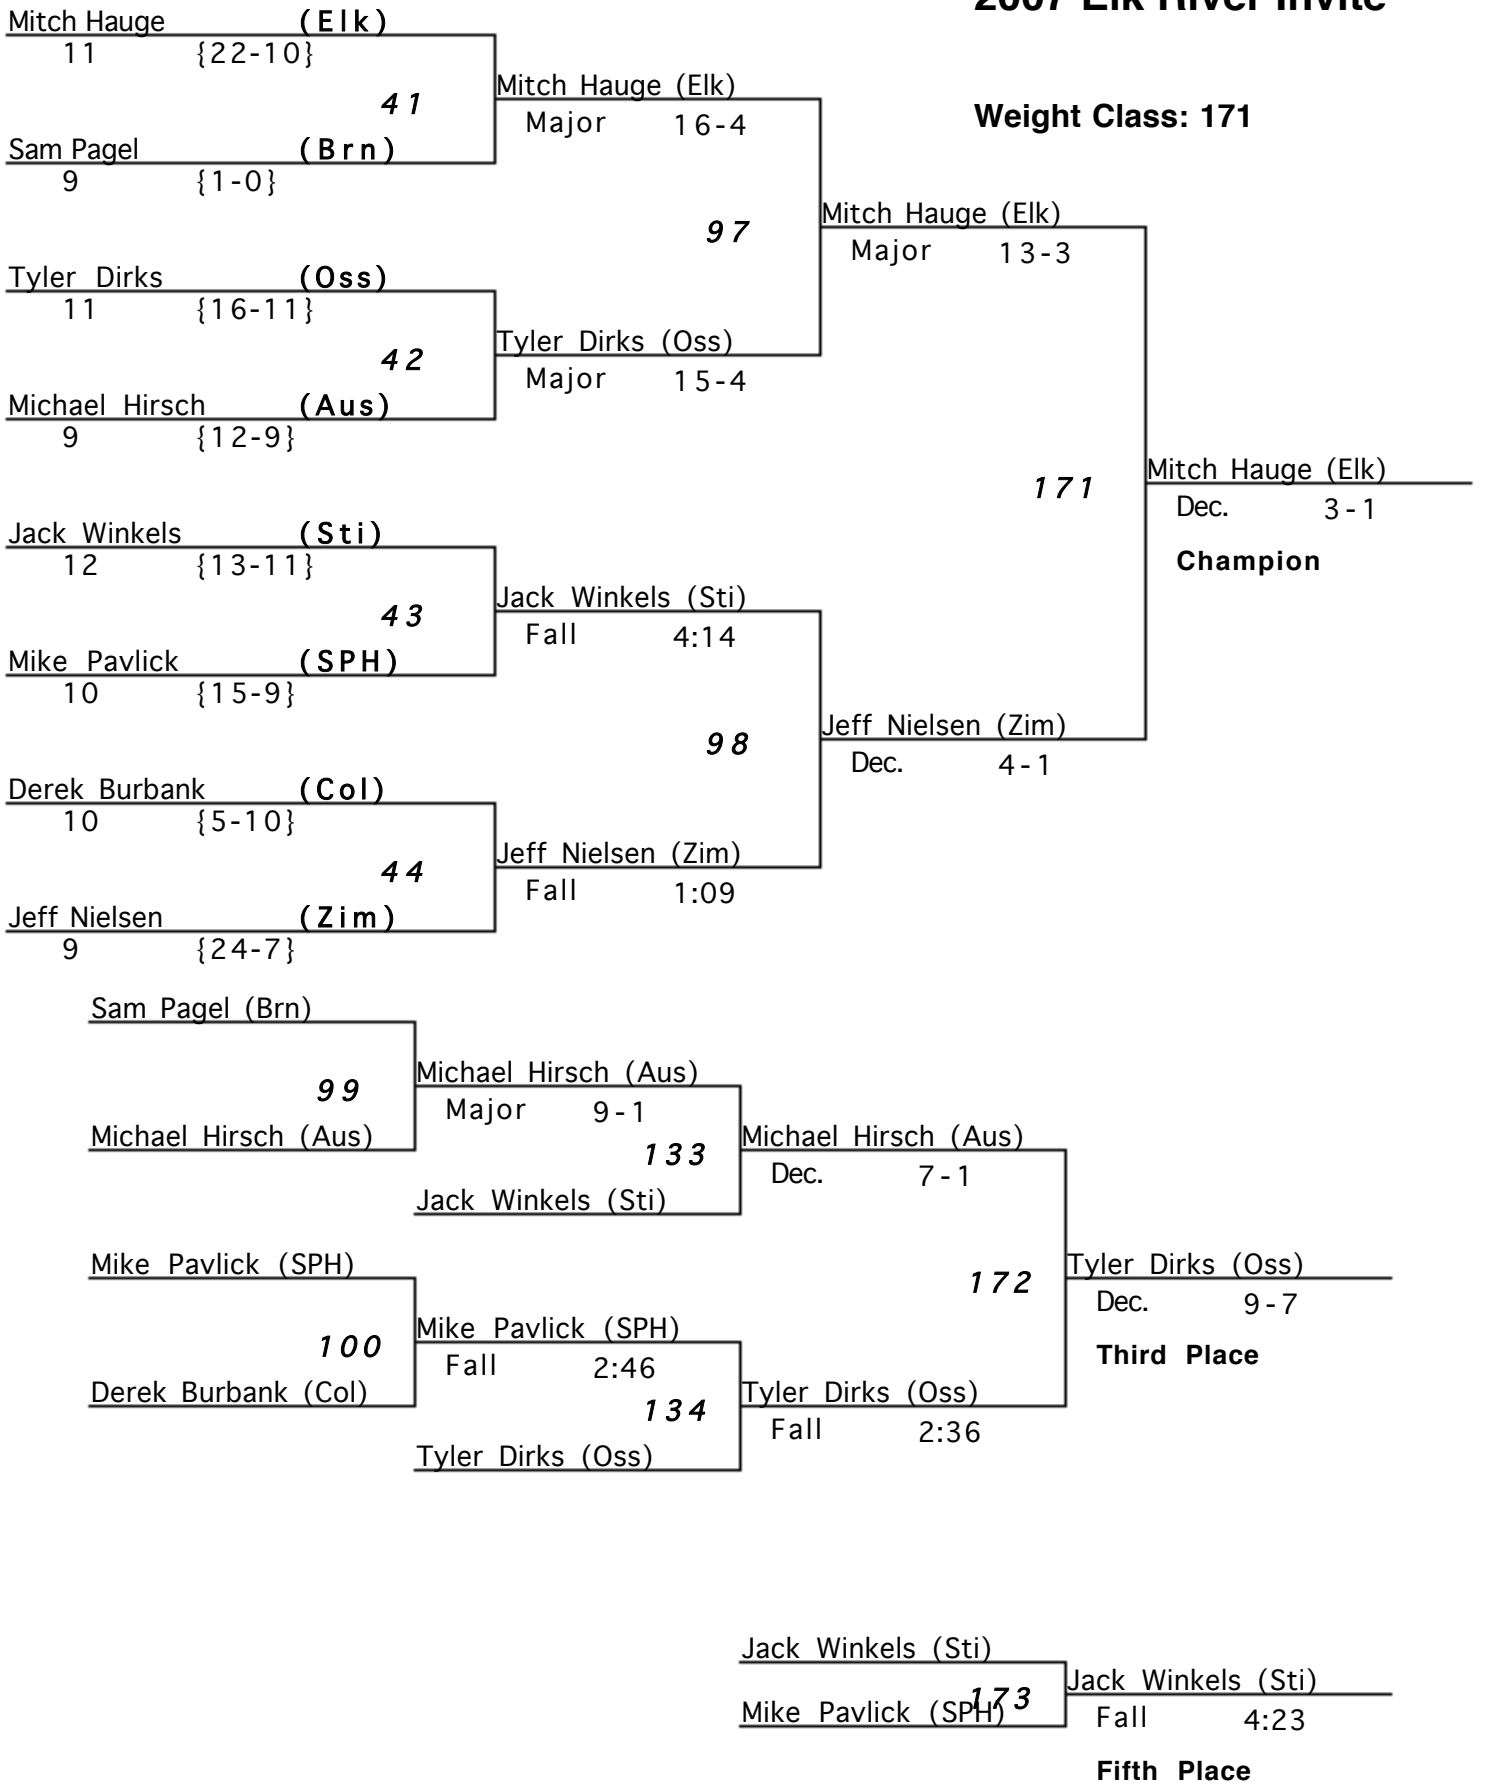 2007 Elk River Invite
Weight Class: 171
Mitch Hauge (Elk)
11 {22-10}
41
Sam Pagel (Brn)
9 {1-0}
Mitch Hauge (Elk)
Major 16-4
97
Tyler Dirks (Oss)
11 {16-11}
42
Michael Hirsch (Aus)
9 {12-9}
Tyler Dirks (Oss)
Major 15-4
Mitch Hauge (Elk)
Major 13-3
171
Jack Winkels (Sti)
12 {13-11}
43
Mike Pavlick (SPH)
10 {15-9}
Jack Winkels (Sti)
Fall 4:14
98
Derek Burbank (Col)
10 {5-10}
44
Jeff Nielsen (Zim)
9 {24-7}
Jeff Nielsen (Zim)
Fall 1:09
Jeff Nielsen (Zim)
Dec. 4-1
Mitch Hauge (Elk)
Dec. 3-1
Champion
Sam Pagel (Brn)
99
Michael Hirsch (Aus)
Michael Hirsch (Aus)
Major 9-1
133
Jack Winkels (Sti)
Michael Hirsch (Aus)
Dec. 7-1
Mike Pavlick (SPH)
100
Derek Burbank (Col)
Mike Pavlick (SPH)
Fall 2:46
134
Tyler Dirks (Oss)
Tyler Dirks (Oss)
Fall 2:36
172
Tyler Dirks (Oss)
Dec. 9-7
Third Place
Jack Winkels (Sti)
173
Mike Pavlick (SPH)
Jack Winkels (Sti)
Fall 4:23
Fifth Place